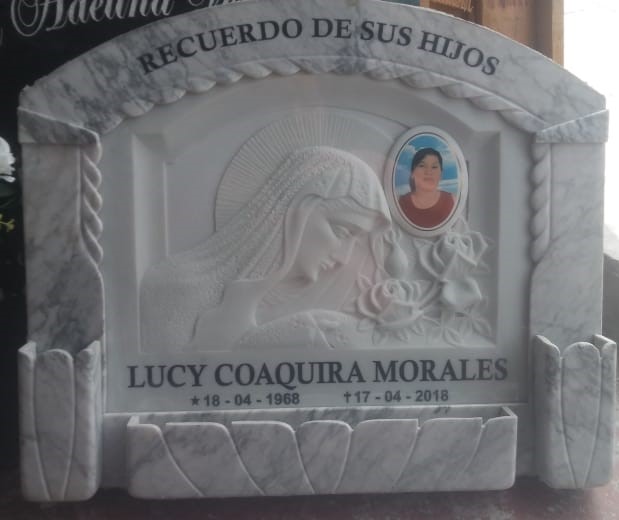 RECUERDO DE SUS HIJOS
LUCY COAQUIRA MORALES
★18 - 04 - 1968 ✝17 - 04 - 2018